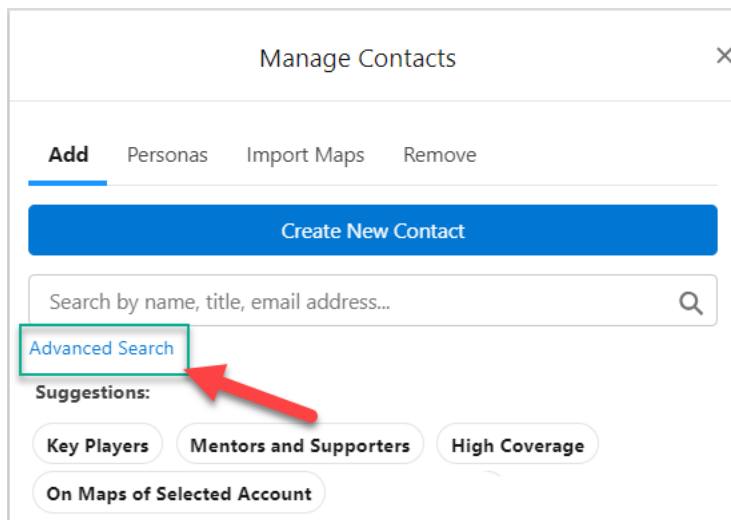 Manage Contacts
Add Personas Import Maps Remove
Create New Contact
Search by name, title, email address...
Advanced Search
Suggestions:
Key Players Mentors and Supporters High Coverage
On Maps of Selected Account